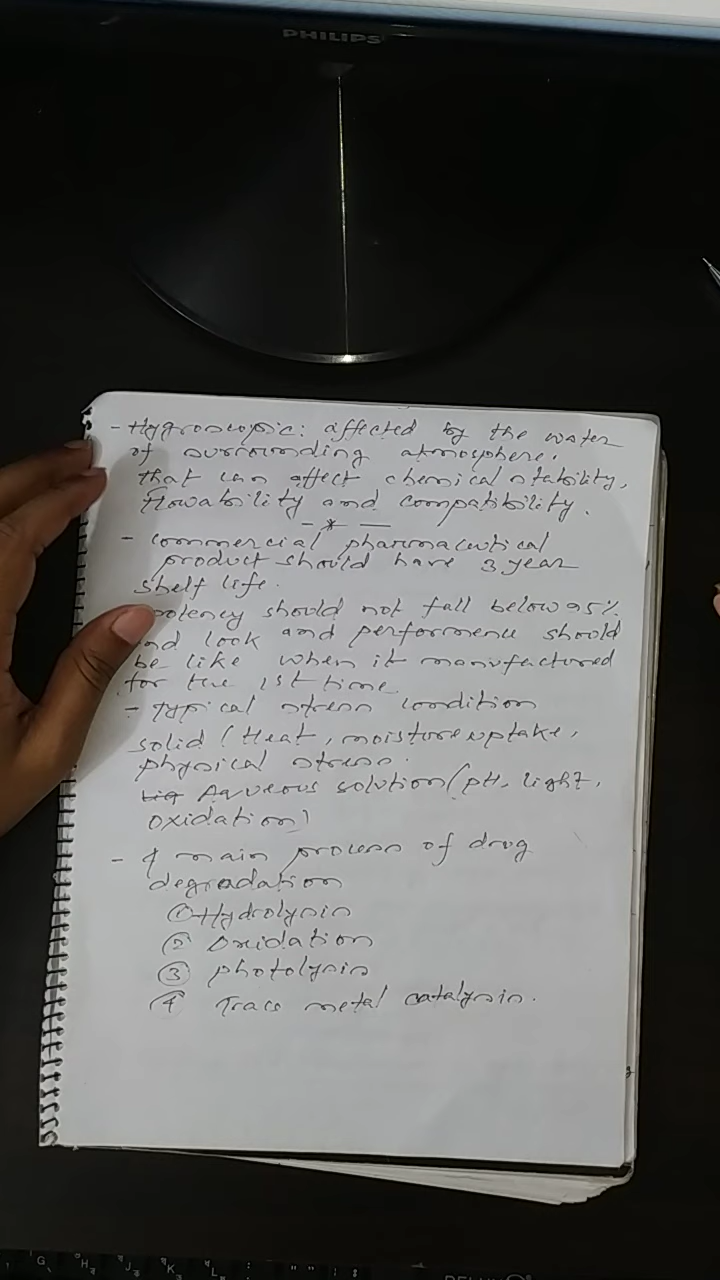 PHILIPS
- Hygroscopic: affected by the water
of surrounding atmosphere.
that can affect chemical stability,
flowability and compatibility.
- * -
- commercial pharmaceutical
product should have 3 year
shelf life.
potency should not fall below 95%
and look and performence should
be like when it manufactured
for the 1st time.
- Typical stress condition
solid (Heat, moisture uptake,
physical stress.
Aqueous solution (pH, light,
oxidation)
- 4 main process of drug
degradation
① Hydrolysis
② Oxidation
③ photolysis
④ Trace metal catalysis.
G H J K L